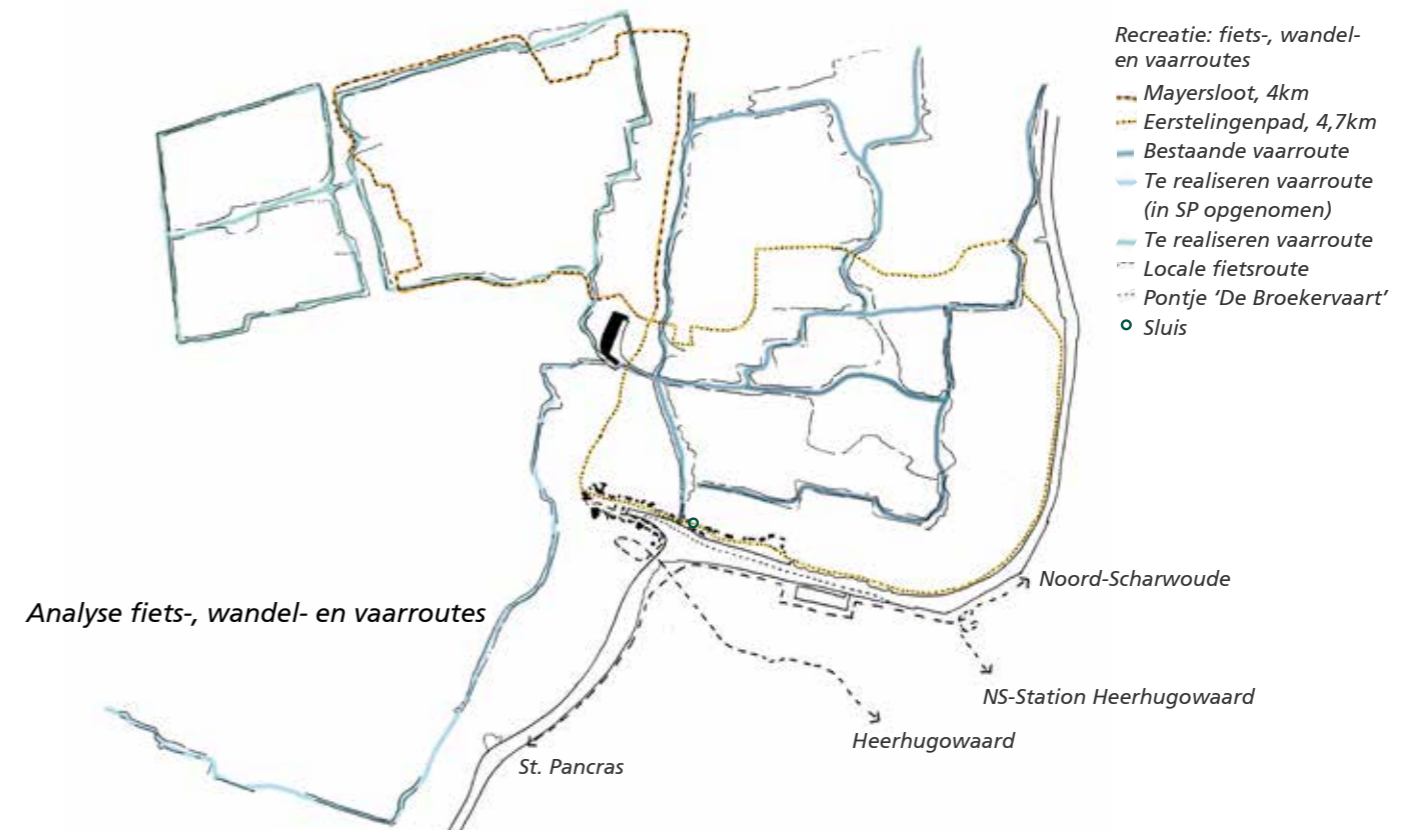 Recreatie: fiets-, wandel-
en vaarroutes
Mayersloot, 4km
Eerstelingenpad, 4,7km
Bestaande vaarroute
Te realiseren vaarroute
(in SP opgenomen)
Te realiseren vaarroute
Locale fietsroute
Pontje ‘De Broekervaart’
Sluis
Noord-Scharwoude
Analyse fiets-, wandel- en vaarroutes
NS-Station Heerhugowaard
Heerhugowaard
St. Pancras